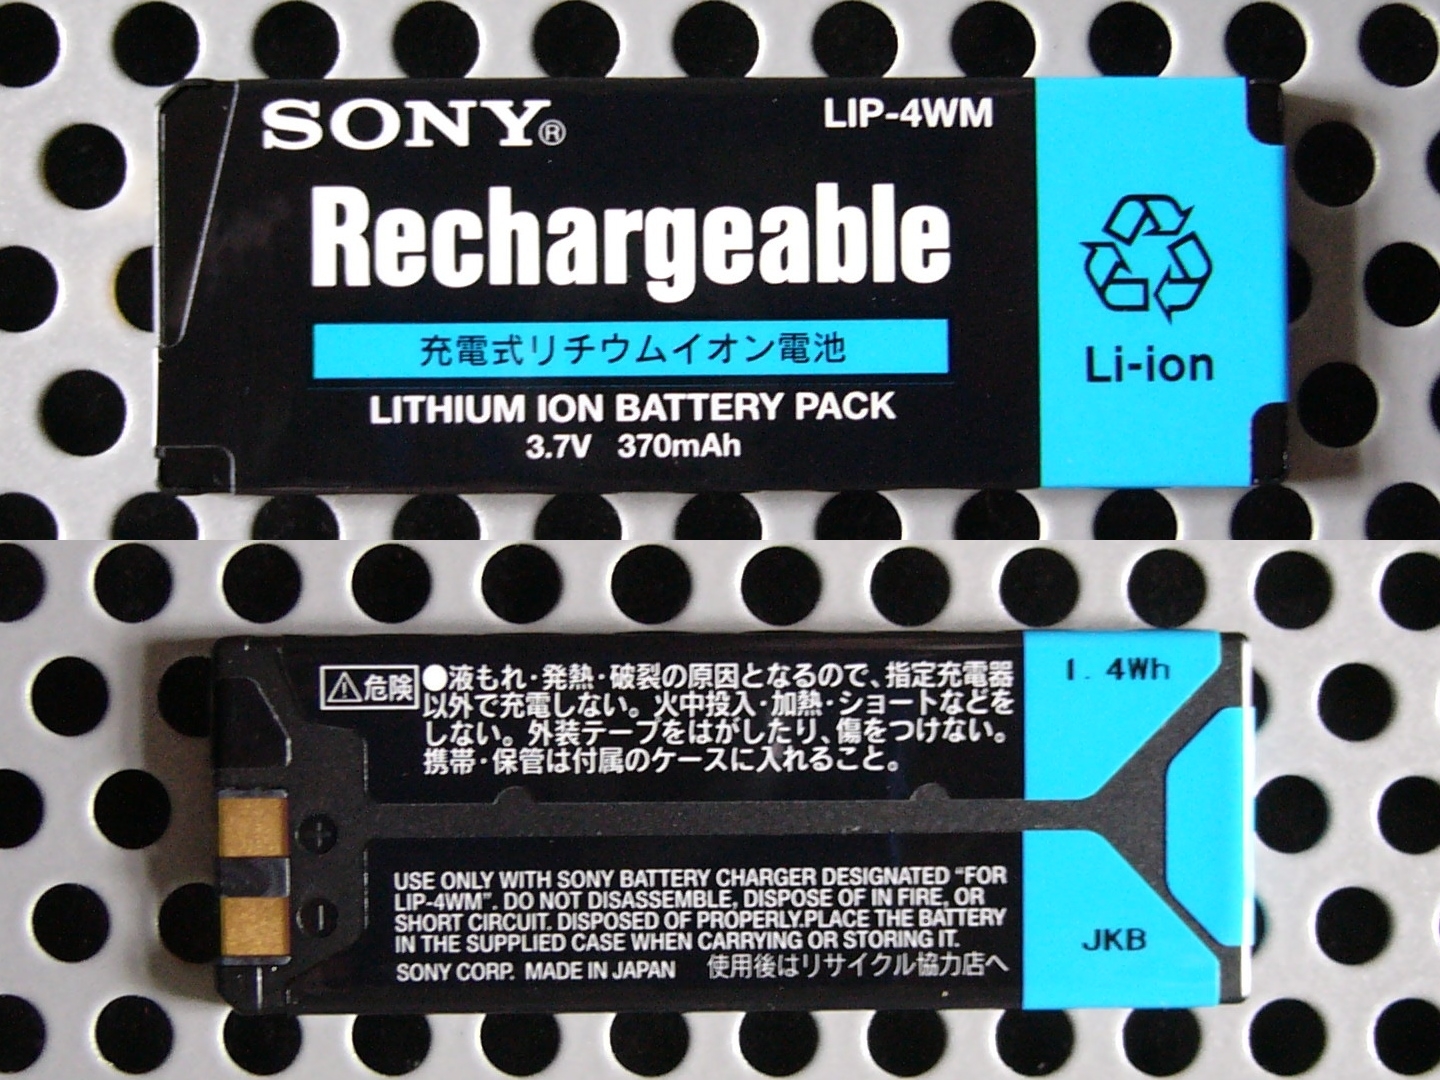 SONY®
LIP-4WM
Rechargeable
充電式リチウムイオン電池
LITHIUM ION BATTERY PACK
3.7V 370mAh
Li-ion
⚠危険
●液もれ・発熱・破裂の原因となるので、指定充電器
以外で充電しない。火中投入・加熱・ショートなどを
しない。外装テープをはがしたり、傷をつけない。
携帯・保管は付属のケースに入れること。
1.4Wh
+
−
USE ONLY WITH SONY BATTERY CHARGER DESIGNATED "FOR
LIP-4WM". DO NOT DISASSEMBLE, DISPOSE OF IN FIRE, OR
SHORT CIRCUIT. DISPOSED OF PROPERLY.PLACE THE BATTERY
IN THE SUPPLIED CASE WHEN CARRYING OR STORING IT.
SONY CORP. MADE IN JAPAN 使用後はリサイクル協力店へ
JKB